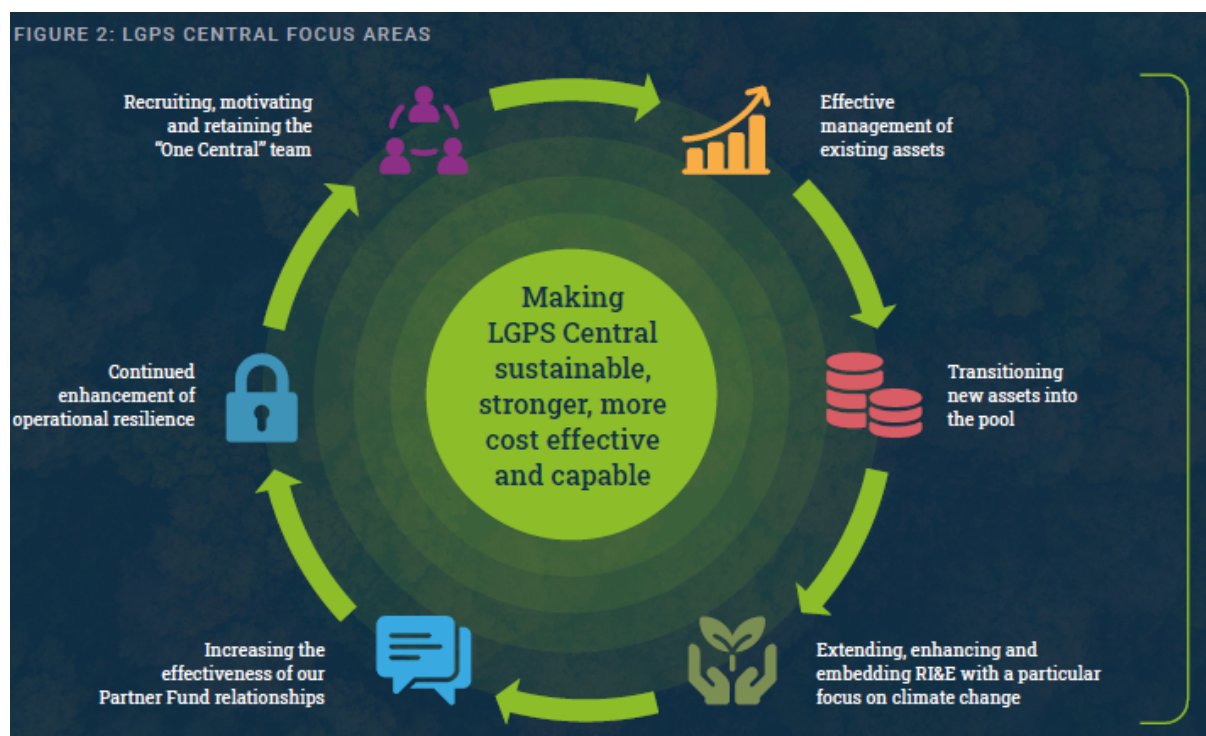 FIGURE 2: LGPS CENTRAL FOCUS AREAS
Recruiting, motivating
and retaining the
“One Central” team
Effective
management of
existing assets
Making
LGPS Central
sustainable,
stronger, more
cost effective
and capable
Continued
enhancement of
operational resilience
Transitioning
new assets into
the pool
Increasing the
effectiveness of our
Partner Fund relationships
Extending, enhancing and
embedding RI&E with a particular
focus on climate change